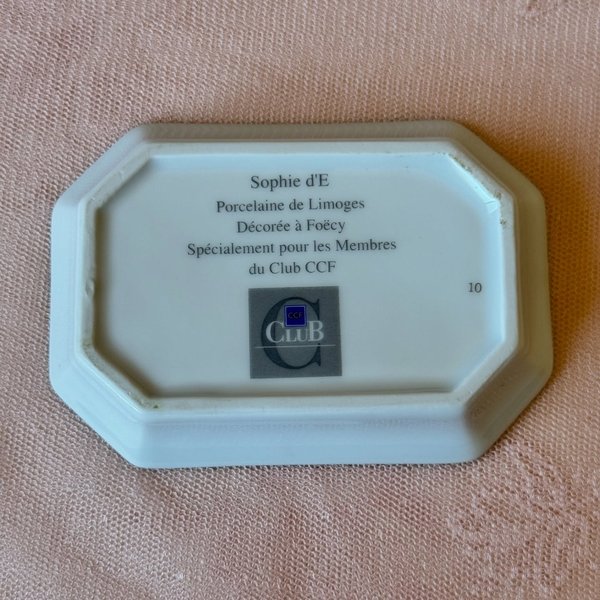 Sophie d'E
Porcelaine de Limoges
Décorée à Foëcy
Spécialement pour les Membres
du Club CCF
10
CCF
C
CLUB